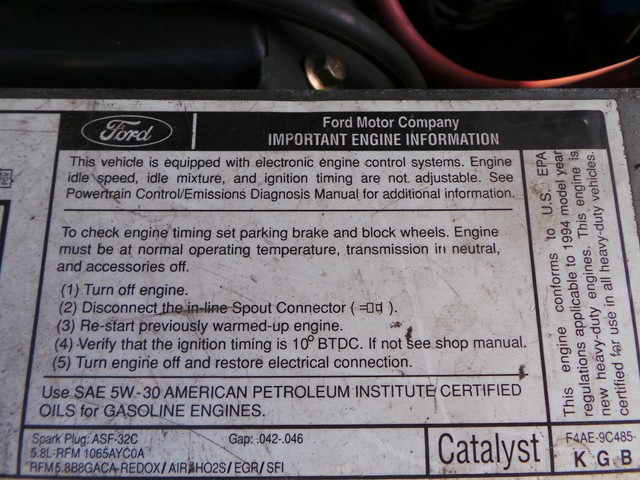 Ford
Ford Motor Company
IMPORTANT ENGINE INFORMATION
This vehicle is equipped with electronic engine control systems. Engine
idle speed, idle mixture, and ignition timing are not adjustable. See
Powertrain Control/Emissions Diagnosis Manual for additional information.
To check engine timing set parking brake and block wheels. Engine
must be at normal operating temperature, transmission in neutral,
and accessories off.
(1) Turn off engine.
(2) Disconnect the in-line Spout Connector ( ).
(3) Re-start previously warmed-up engine.
(4) Verify that the ignition timing is 10° BTDC. If not see shop manual.
(5) Turn engine off and restore electrical connection.
Use SAE 5W-30 AMERICAN PETROLEUM INSTITUTE CERTIFIED
OILS for GASOLINE ENGINES.
Spark Plug: ASF-32C Gap: .042-.046
5.8L-RFM 1065AYC0A
RFM5.8B8GACA-REDOX/AIR/HO2S/EGR/SFI
Catalyst
This engine conforms to U.S. EPA
regulations applicable to 1994 model year
new heavy-duty engines. This engine is
certified for use in all heavy-duty vehicles.
F4AE-9C485-
K G B